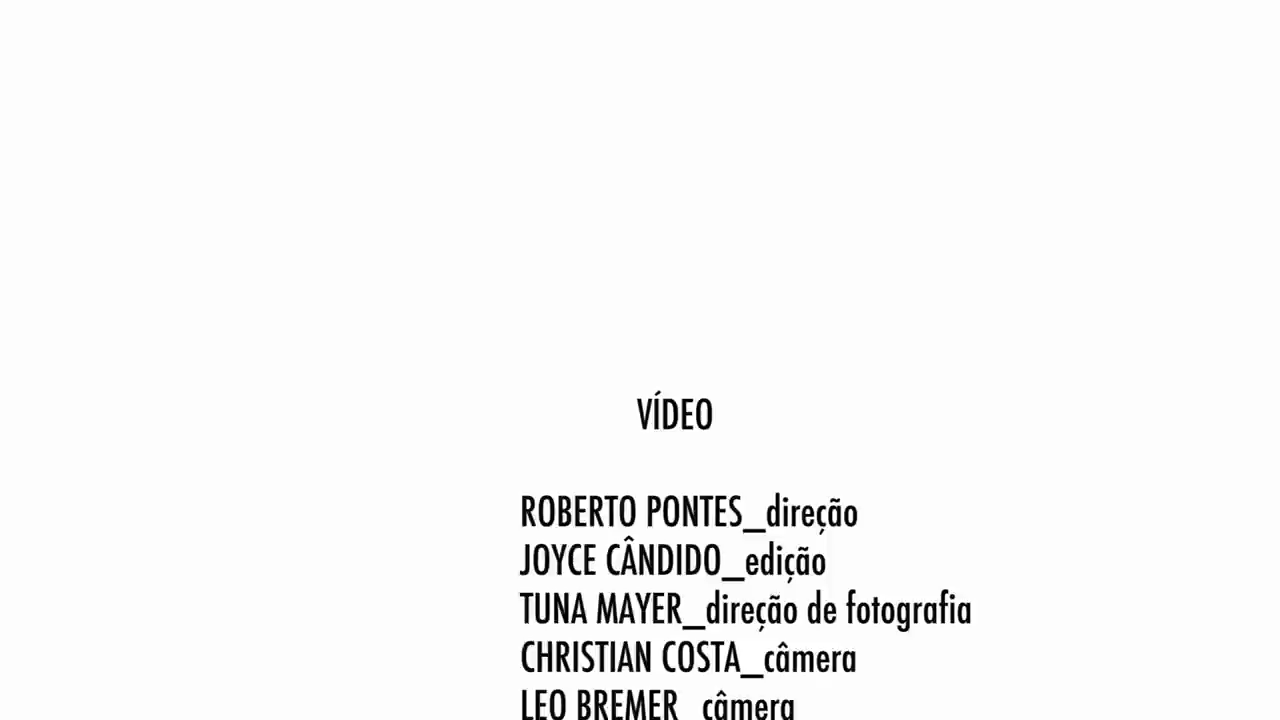 VÍDEO
ROBERTO PONTES_direção
JOYCE CÂNDIDO_edição
TUNA MAYER_direção de fotografia
CHRISTIAN COSTA_câmera
LEO BREMER_câmera